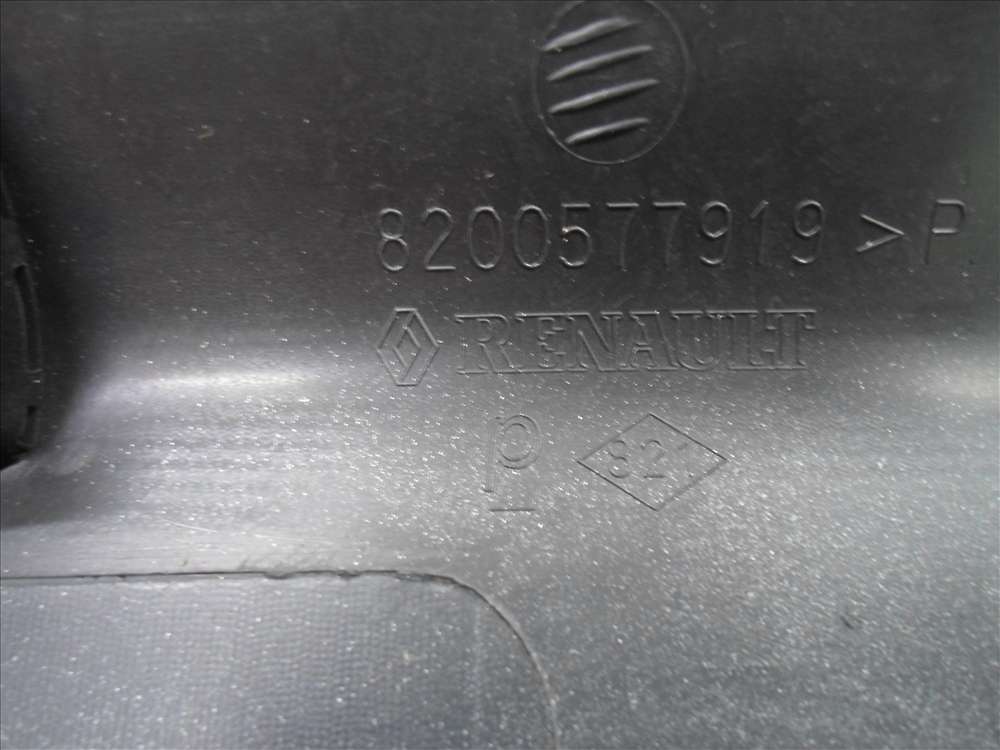 8200577919 >P
RENAULT
p
821